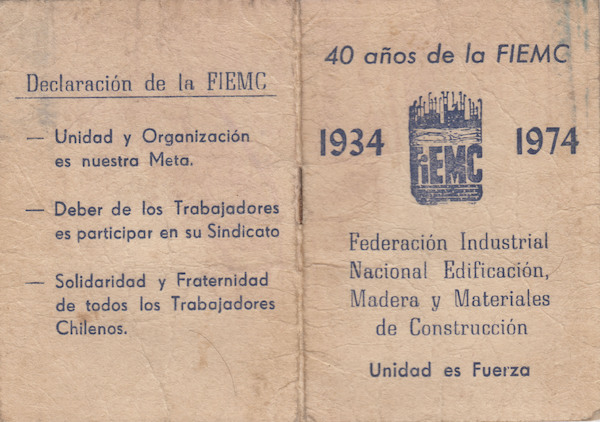 Declaración de la FIEMC
— Unidad y Organización
es nuestra Meta.
— Deber de los Trabajadores
es participar en su Sindicato
— Solidaridad y Fraternidad
de todos los Trabajadores
Chilenos.
40 años de la FIEMC
1934 FiEMC 1974
Federación Industrial
Nacional Edificación,
Madera y Materiales
de Construcción
Unidad es Fuerza